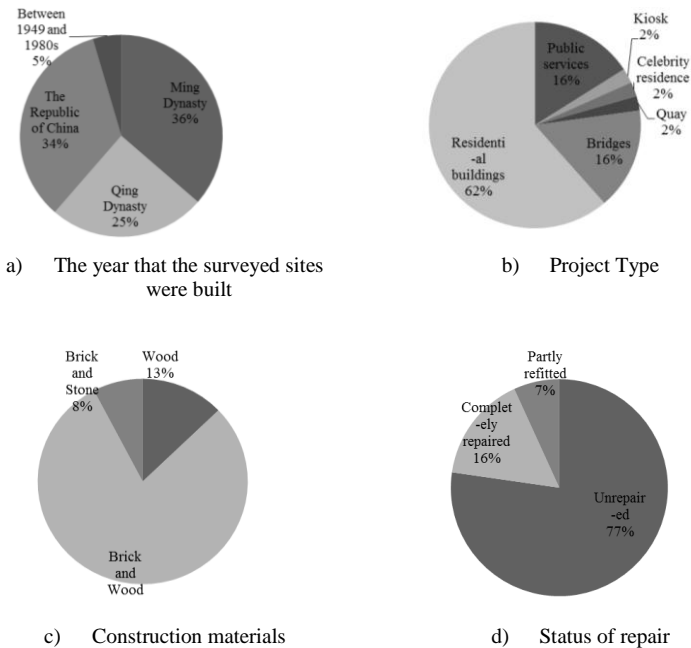 Between
1949 and
1980s
5%
Ming
Dynasty
36%
The
Republic
of China
34%
Qing
Dynasty
25%
a) The year that the surveyed sites
were built
Kiosk
2%
Public
services
16%
Celebrity
residence
2%
Quay
2%
Bridges
16%
Residenti
-al
buildings
62%
b) Project Type
Brick
and
Stone
8%
Wood
13%
Brick
and
Wood
c) Construction materials
Partly
refitted
7%
Complet
-ely
repaired
16%
Unrepair
-ed
77%
d) Status of repair